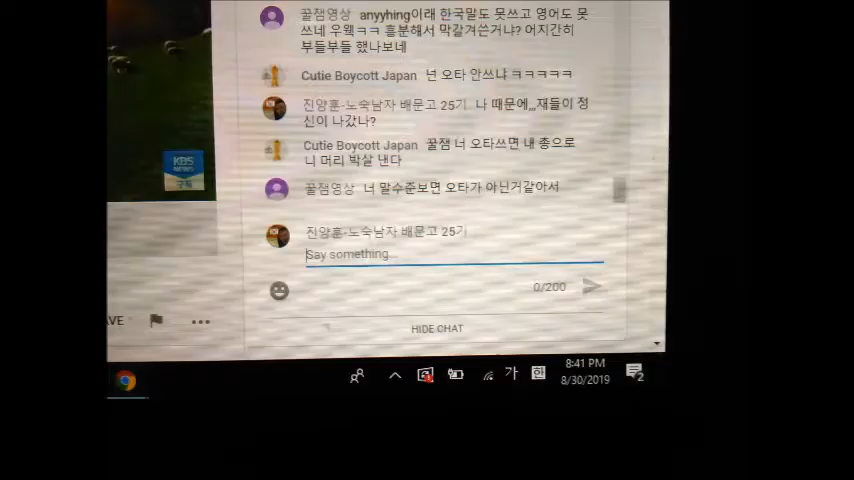 꿀잼영상 anyyhing이래 한국말도 못쓰고 영어도 못
쓰네 우웩ㅋㅋ 흥분해서 막갈겨쓴거냐? 어지간히
부들부들 했나보네
Cutie Boycott Japan 넌 오타 안쓰냐 ㅋㅋㅋㅋㅋ
진양훈-노숙남자 배문고 25기 나 때문에,,,재들이 정
신이 나갔나?
Cutie Boycott Japan 꿀잼 너 오타쓰면 내 총으로
니 머리 박살 낸다
KBS
NEWS
구독
꿀잼영상 너 말수준보면 오타가 아닌거같아서
진양훈-노숙남자 배문고 25기
Say something...
0/200
AVE
HIDE CHAT
가 한
8:41 PM
8/30/2019
2